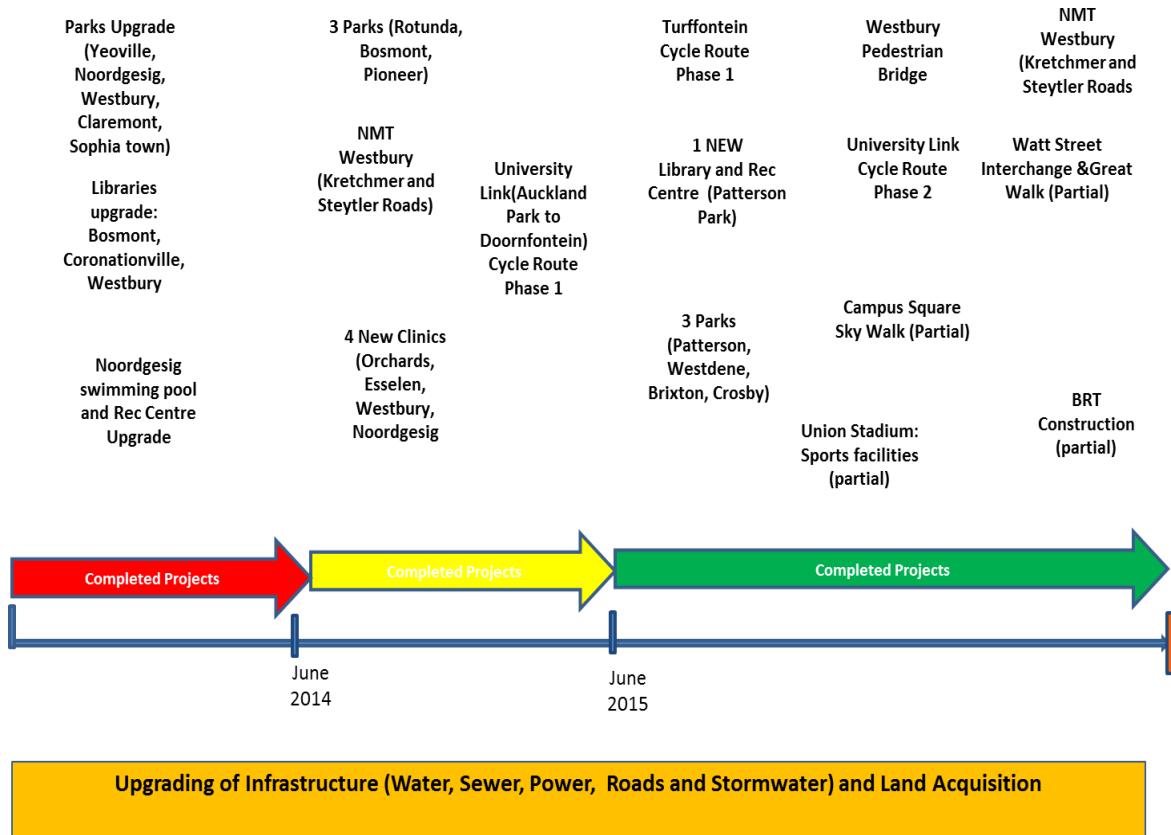 Parks Upgrade
(Yeoville,
Noordgesig,
Westbury,
Claremont,
Sophia town)
Libraries
upgrade:
Bosmont,
Coronationville,
Westbury
Noordgesig
swimming pool
and Rec Centre
Upgrade
3 Parks (Rotunda,
Bosmont,
Pioneer)
NMT
Westbury
(Kretchmer and
Steytler Roads)
4 New Clinics
(Orchards,
Esselen,
Westbury,
Noordgesig
University
Link(Auckland
Park to
Doornfontein)
Cycle Route
Phase 1
Turffontein
Cycle Route
Phase 1
1 NEW
Library and Rec
Centre (Patterson
Park)
3 Parks
(Patterson,
Westdene,
Brixton, Crosby)
Westbury
Pedestrian
Bridge
University Link
Cycle Route
Phase 2
Campus Square
Sky Walk (Partial)
Union Stadium:
Sports facilities
(partial)
NMT
Westbury
(Kretchmer and
Steytler Roads
Watt Street
Interchange &Great
Walk (Partial)
BRT
Construction
(partial)
Completed Projects
Completed Projects
Completed Projects
June
2014
June
2015
Upgrading of Infrastructure (Water, Sewer, Power, Roads and Stormwater) and Land Acquisition